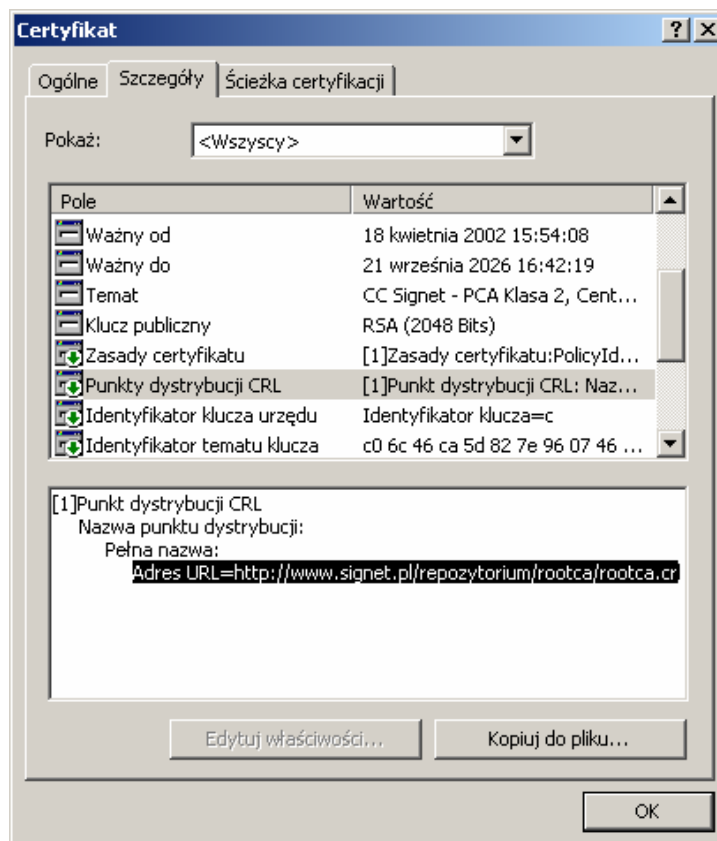 Certyfikat
Ogólne Szczegóły Ścieżka certyfikacji
Pokaż: <Wszyscy>
Pole Wartość
Ważny od 18 kwietnia 2002 15:54:08
Ważny do 21 września 2026 16:42:19
Temat CC Signet - PCA Klasa 2, Cent...
Klucz publiczny RSA (2048 Bits)
Zasady certyfikatu [1]Zasady certyfikatu:PolicyId...
Punkty dystrybucji CRL [1]Punkt dystrybucji CRL: Naz...
Identyfikator klucza urzędu Identyfikator klucza=c
Identyfikator tematu klucza c0 6c 46 ca 5d 82 7e 96 07 46 ...
[1]Punkt dystrybucji CRL
Nazwa punktu dystrybucji:
Pełna nazwa:
Adres URL=http://www.signet.pl/repozytorium/rootca/rootca.cr
Edytuj właściwości... Kopiuj do pliku...
OK